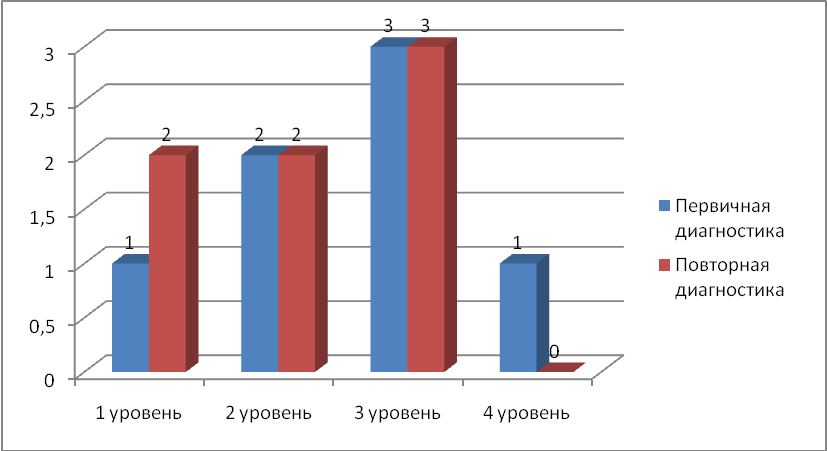 3
2,5
2
1,5
1
0,5
0
1
2
2
2
3
3
1
0
1 уровень
2 уровень
3 уровень
4 уровень
Первичная
диагностика
Повторная
диагностика